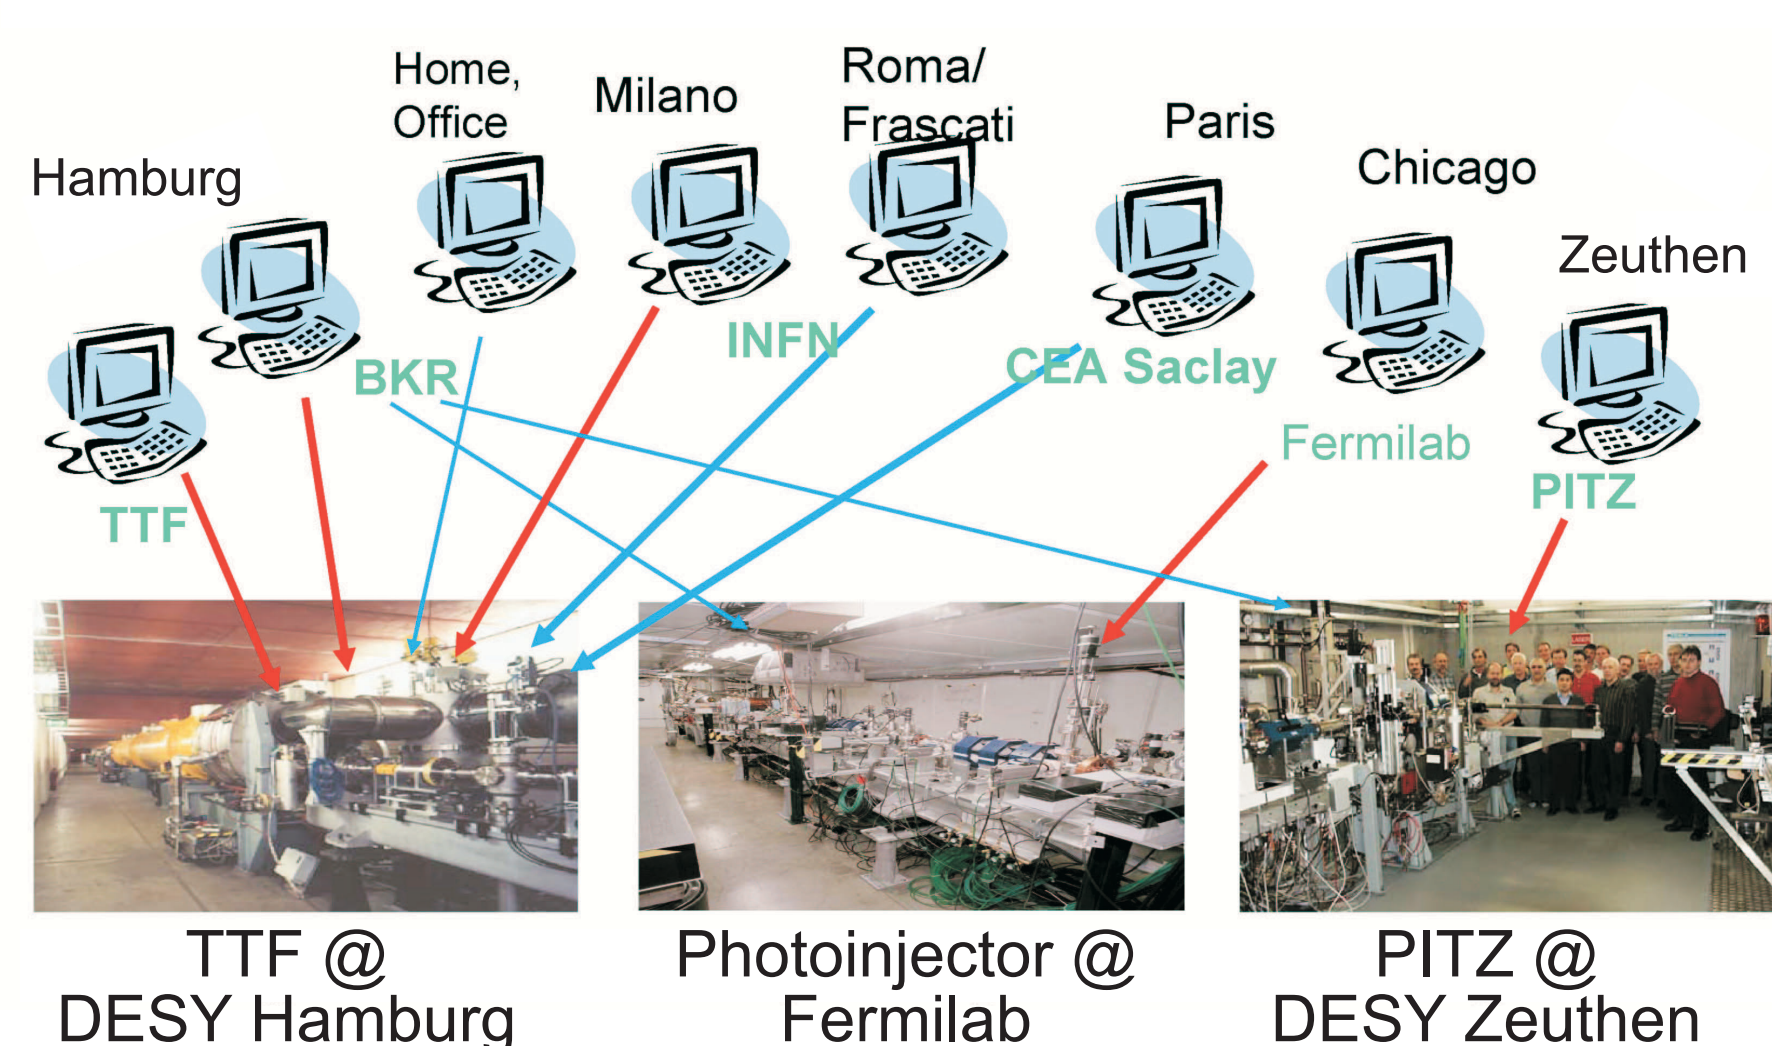 Home,
Office
Milano
Roma/
Frascati
Paris
Chicago
Hamburg
Zeuthen
BKR
INFN
CEA Saclay
Fermilab
TTF
PITZ
TTF @
DESY Hamburg
Photoinjector @
Fermilab
PITZ @
DESY Zeuthen